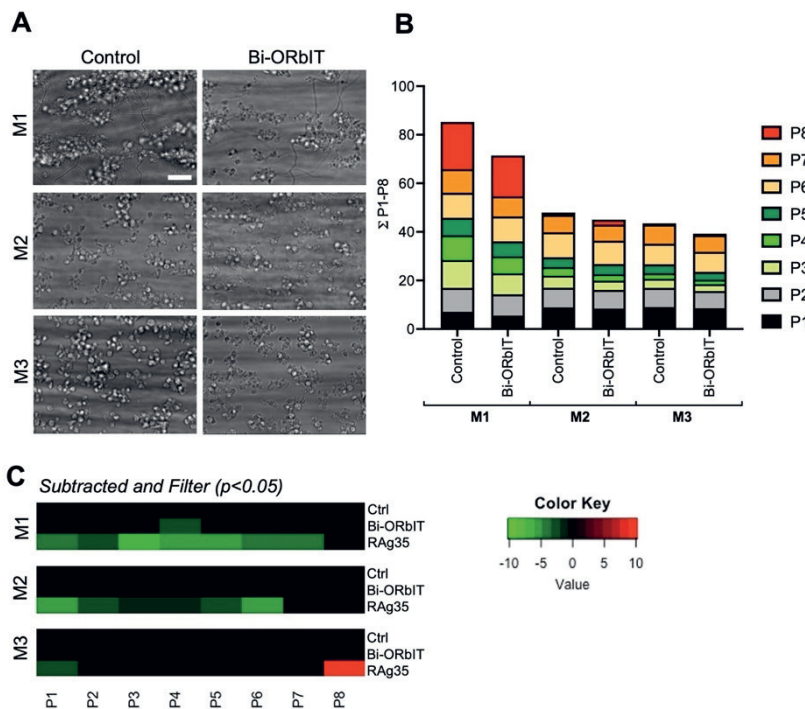 A
Control
Bi-ORbIT
M1
M2
M3
B
100
80
60
40
20
0
Σ P1-P8
Control
Bi-ORbIT
Control
Bi-ORbIT
Control
Bi-ORbIT
M1
M2
M3
P8
P7
P6
P5
P4
P3
P2
P1
C
Subtracted and Filter (p<0.05)
M1
Ctrl
Bi-ORbIT
RAg35
M2
Ctrl
Bi-ORbIT
RAg35
M3
Ctrl
Bi-ORbIT
RAg35
P1 P2 P3 P4 P5 P6 P7 P8
Color Key
-10 -5 0 5 10
Value